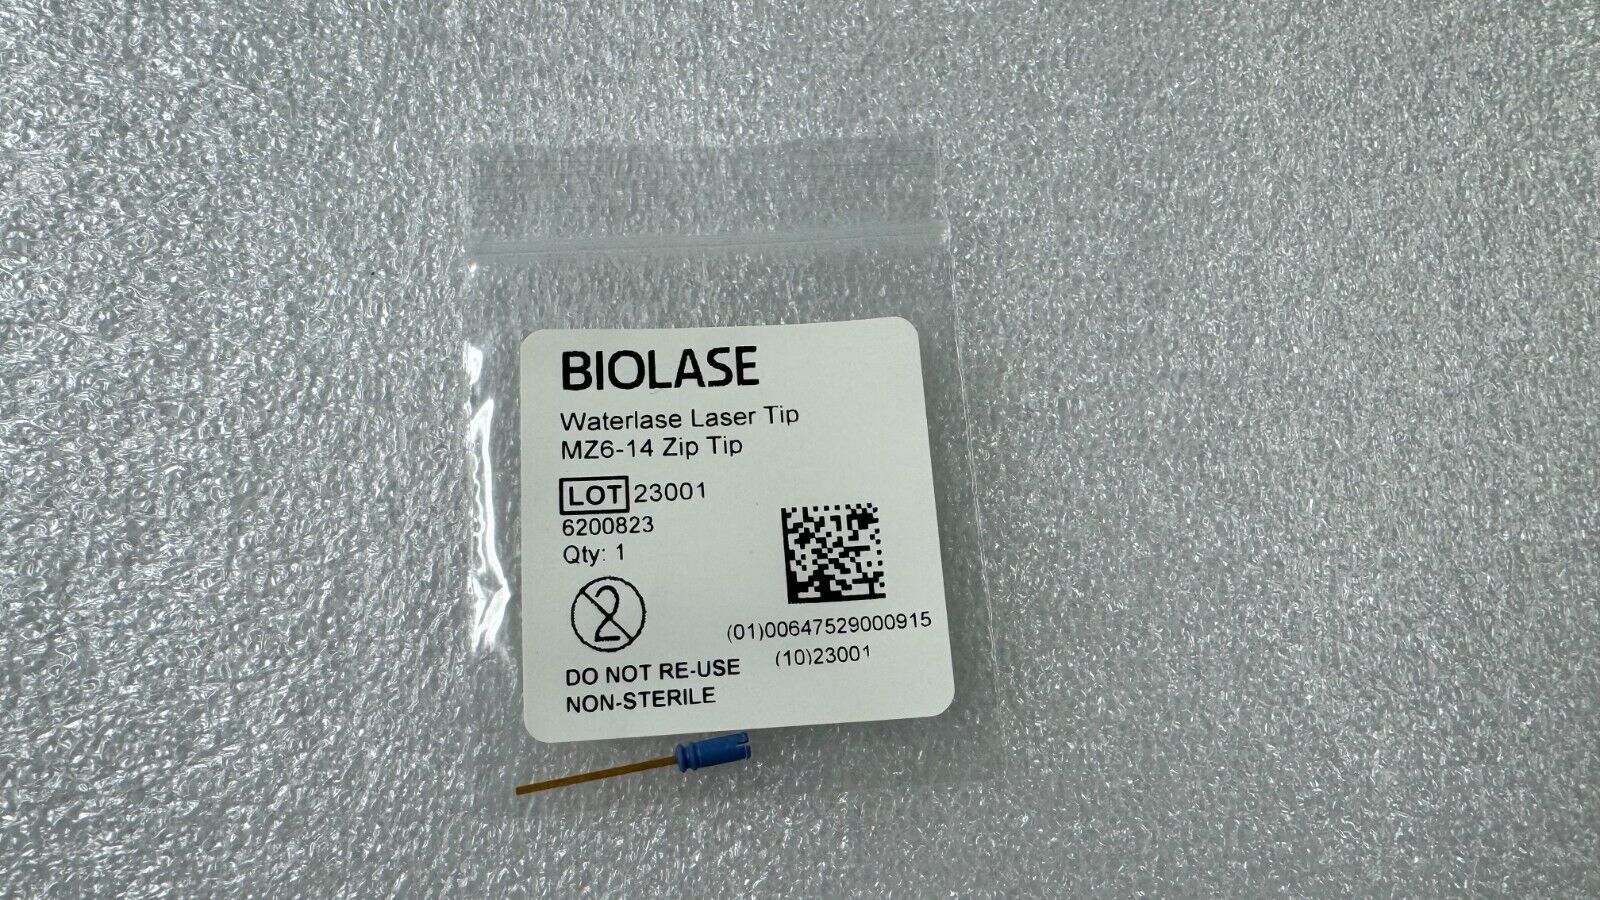 BIOLASE
Waterlase Laser Tip
MZ6-14 Zip Tip
LOT 23001
6200823
Qty: 1
2
(01)00647529000915
(10)23001
DO NOT RE-USE
NON-STERILE